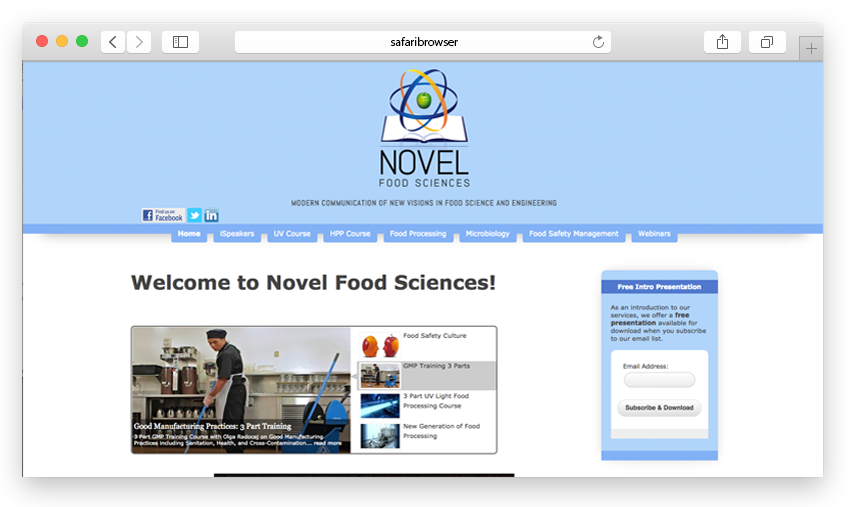 safaribrowser
NOVEL
FOOD SCIENCES
MODERN COMMUNICATION OF NEW VISIONS IN FOOD SCIENCE AND ENGINEERING
Find us on
Facebook
Home iSpeakers UV Course HPP Course Food Processing Microbiology Food Safety Management Webinars
Welcome to Novel Food Sciences!
Food Safety Culture
GMP Training 3 Parts
3 Part UV Light Food
Processing Course
New Generation of Food
Processing
Good Manufacturing Practices: 3 Part Training
3 Part GMP Training Course with Olga Radocaj on Good Manufacturing
Practices including Sanitation, Health, and Cross-Contamination... read more
Free Intro Presentation
As an introduction to our
services, we offer a free
presentation available for
download when you subscribe
to our email list.
Email Address:
Subscribe & Download